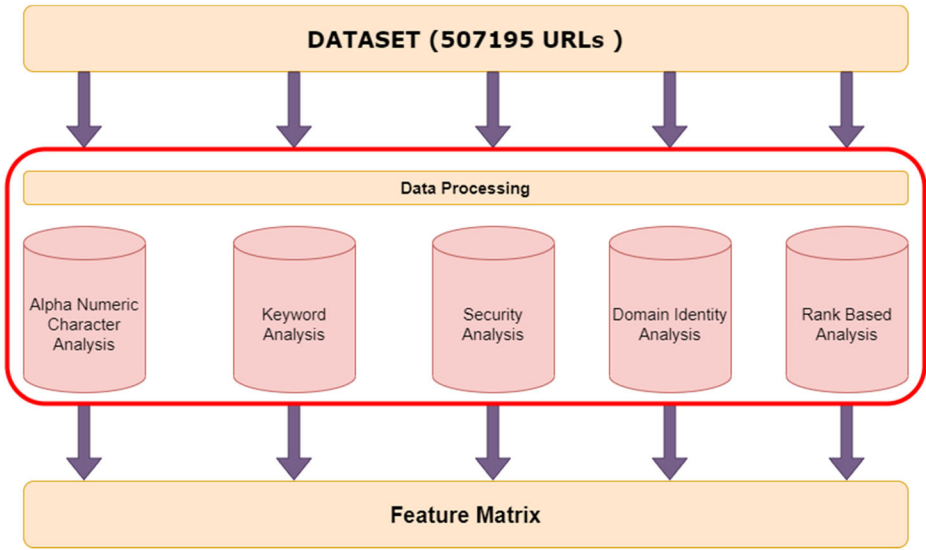 DATASET (507195 URLs )
Data Processing
Alpha Numeric
Character
Analysis
Keyword
Analysis
Security
Analysis
Domain Identity
Analysis
Rank Based
Analysis
Feature Matrix